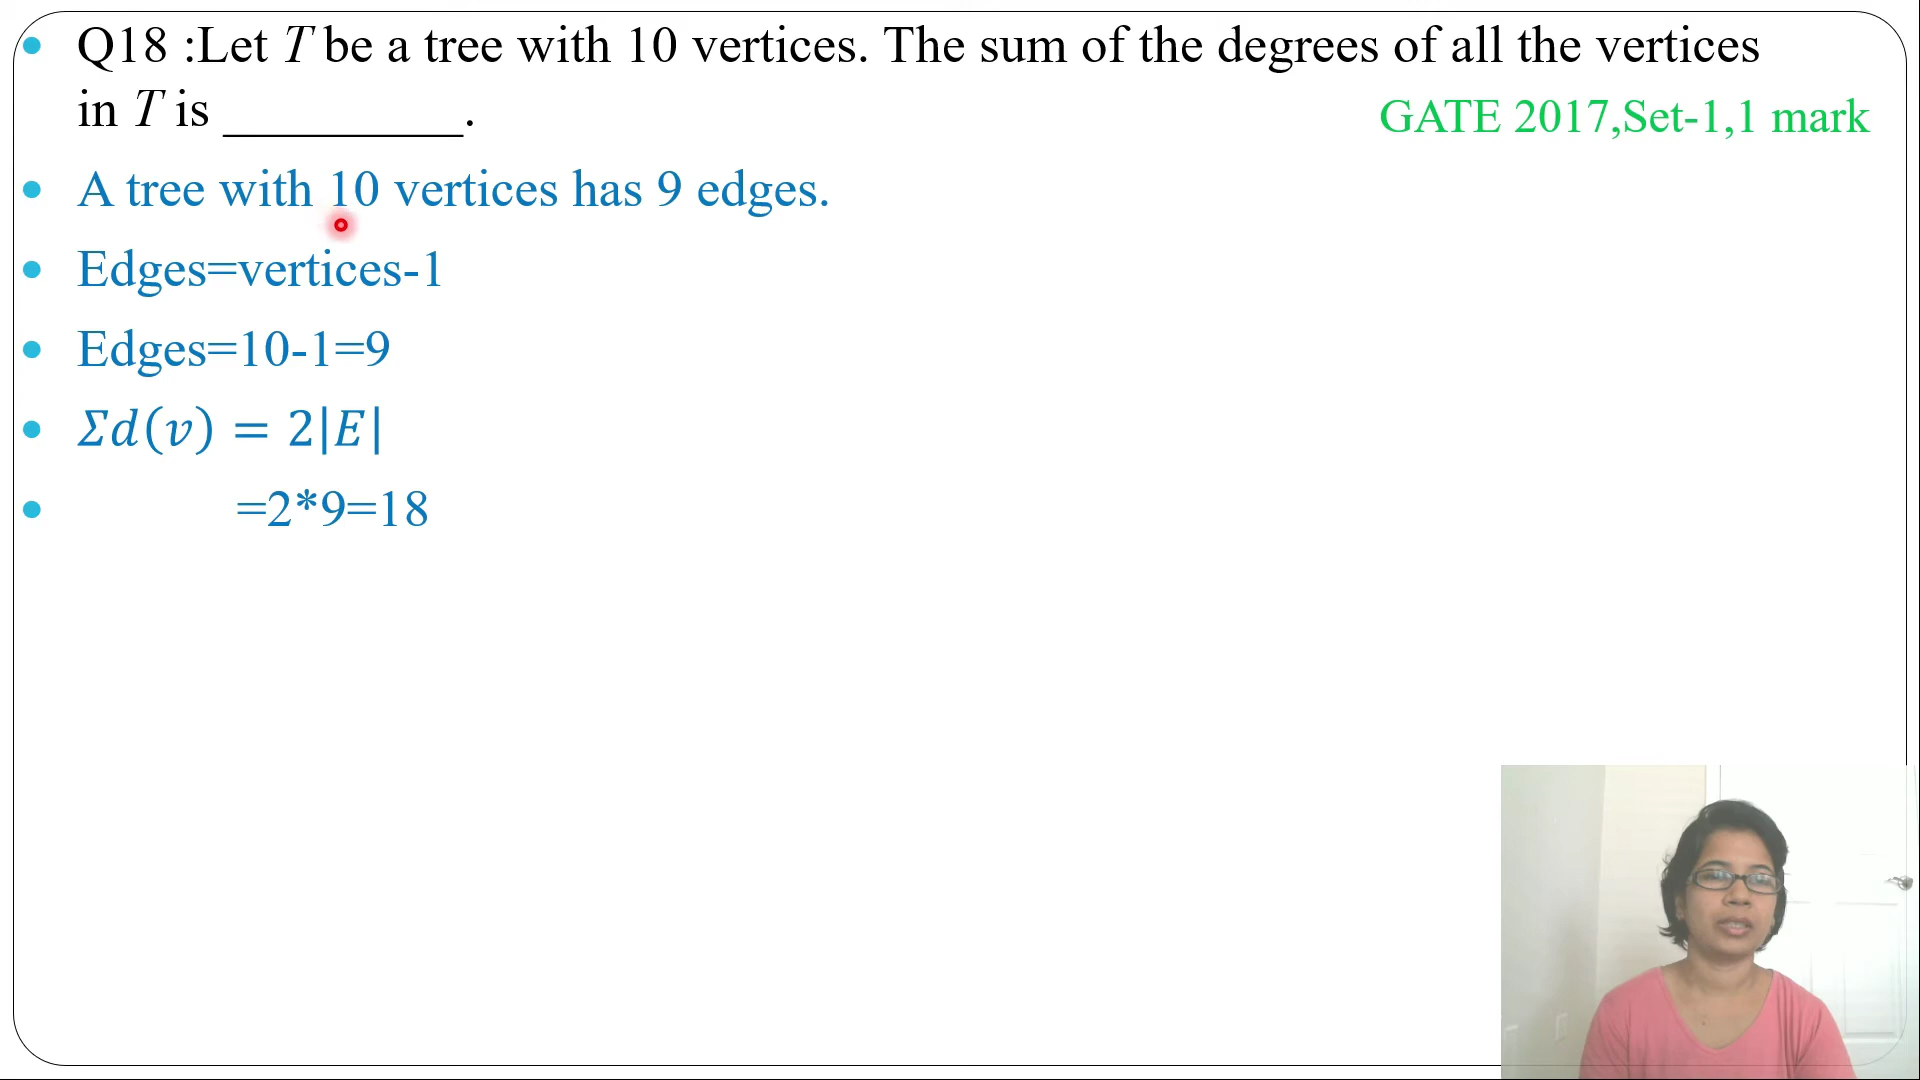 Q18 :Let T be a tree with 10 vertices. The sum of the degrees of all the vertices
in T is __________.
GATE 2017,Set-1,1 mark
A tree with 10 vertices has 9 edges.
Edges=vertices-1
Edges=10-1=9
Σd(v) = 2|E|
=2*9=18